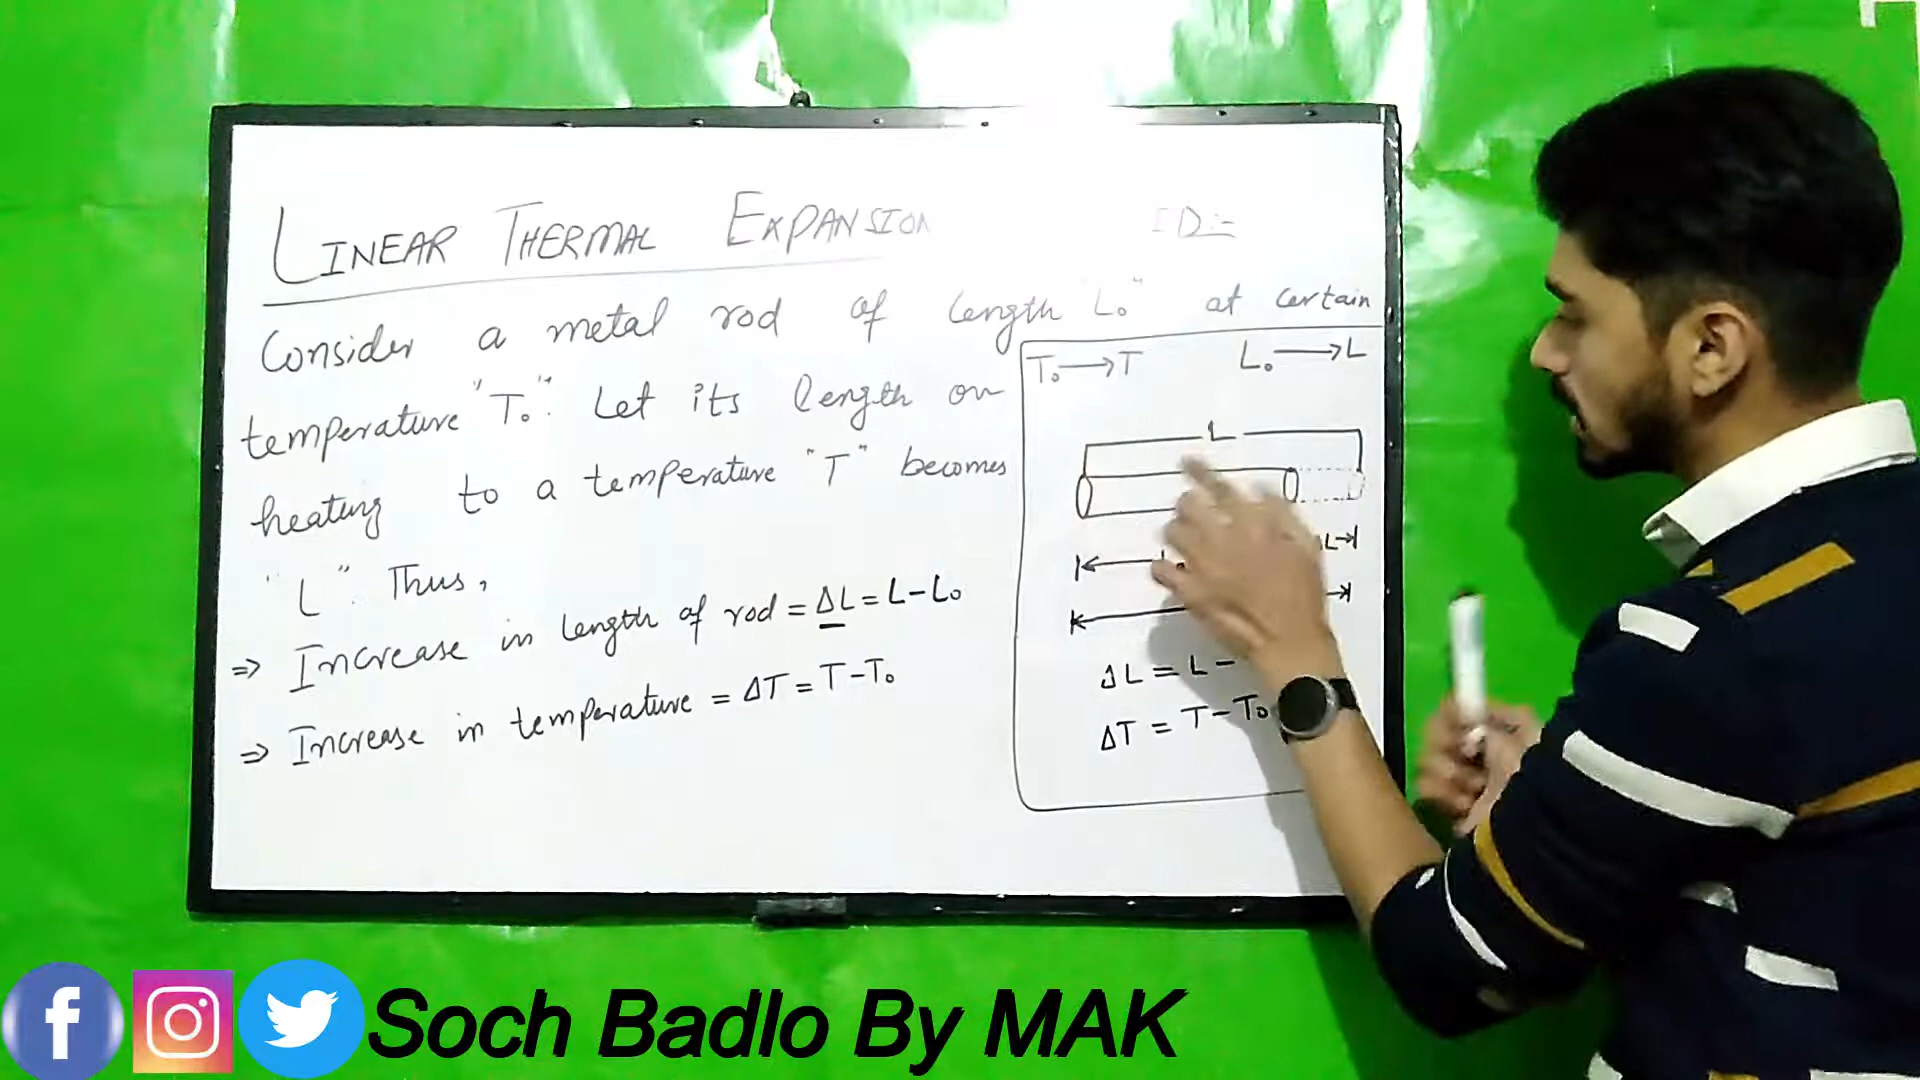 LINEAR THERMAL EXPANSION ED:-
Consider a metal rod of length "L₀" at certain
temperature "T₀". Let its length on
heating to a temperature "T" becomes
"L". Thus,
⇒ Increase in length of rod = ΔL = L - L₀
⇒ Increase in temperature = ΔT = T - T₀
T₀ → T L₀ → L
L
ΔL = L -
ΔT = T - T₀
Soch Badlo By MAK